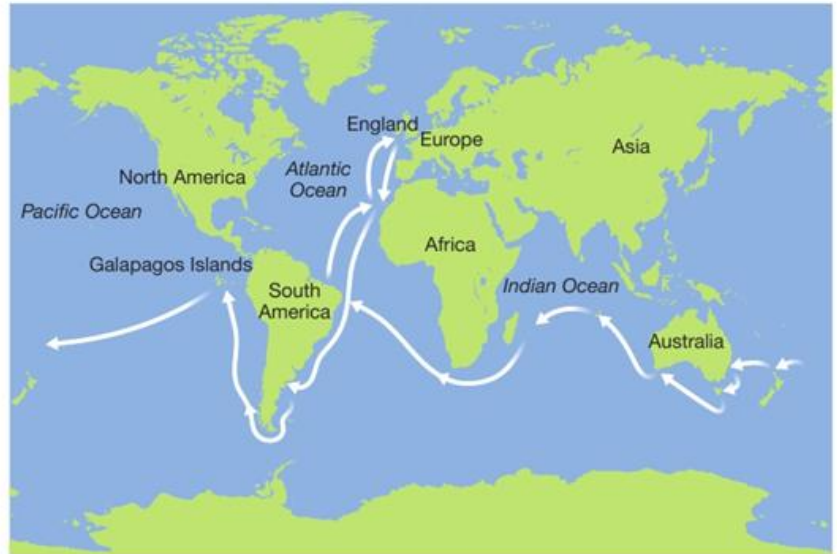 England
Europe
Asia
Atlantic
Ocean
North America
Pacific Ocean
Africa
Galapagos Islands
Indian Ocean
South
America
Australia